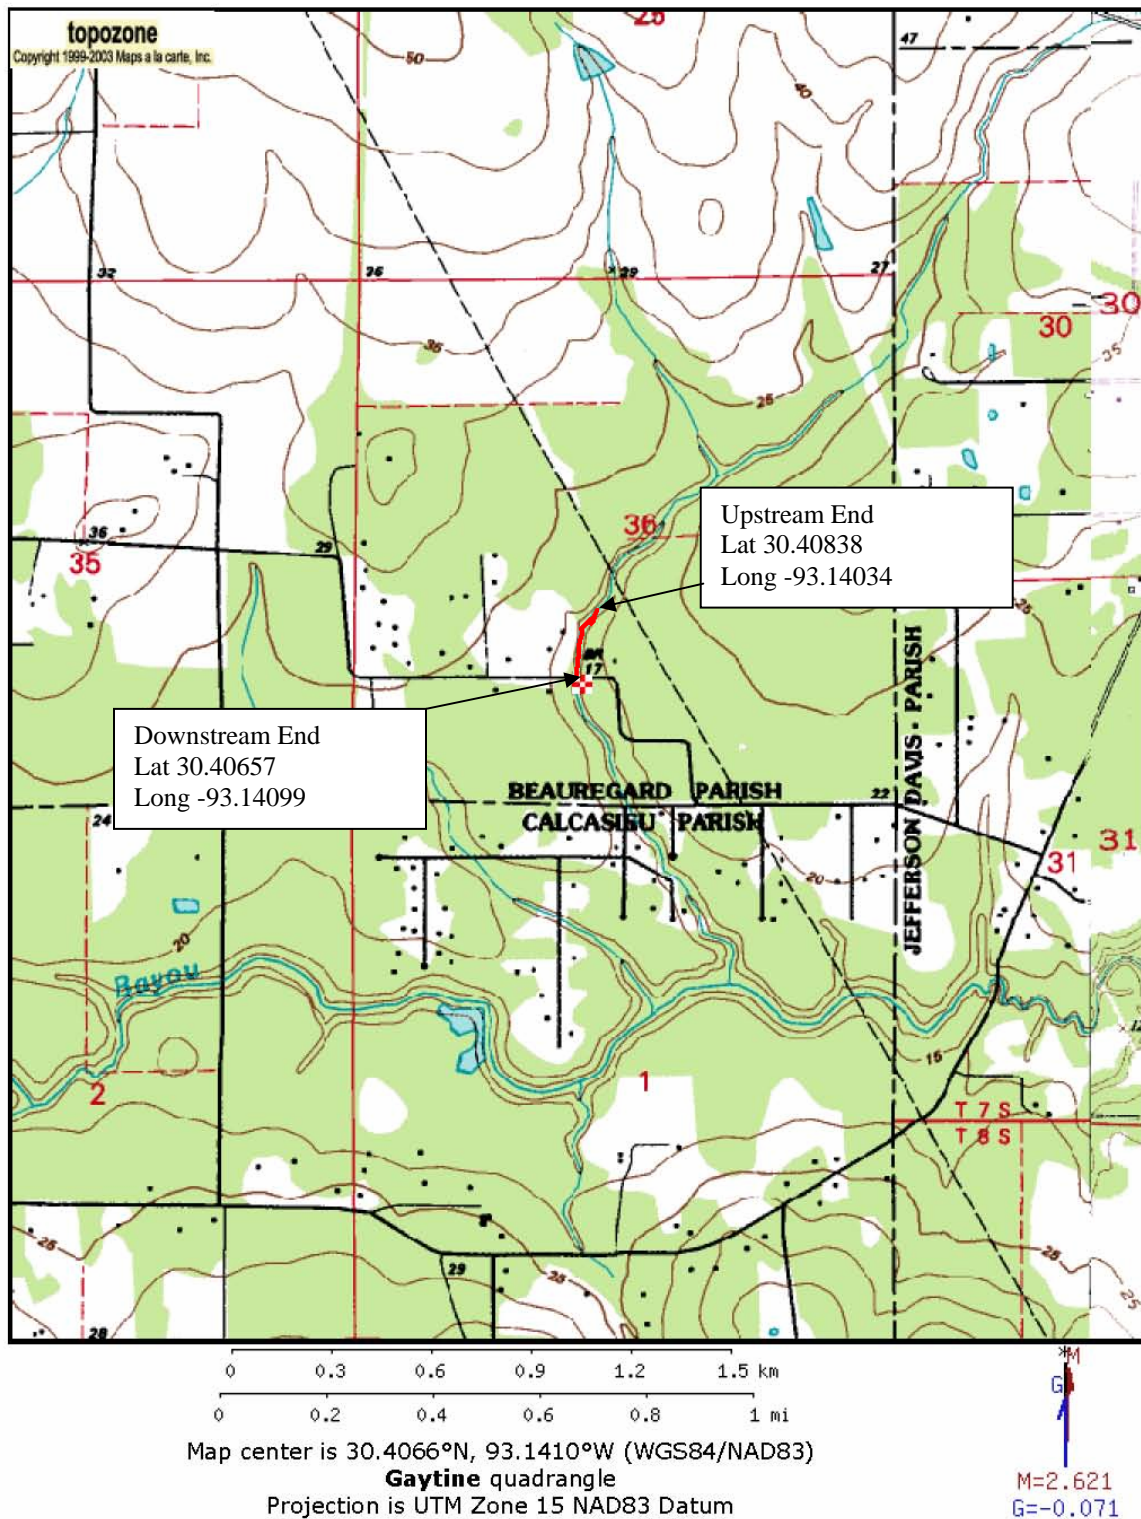 25
topozone
Copyright 1999-2003 Maps a la carte, Inc.
47
50
40
32
26
29
27
30
30
35
35
25
36
36
35
29
Upstream End
Lat 30.40838
Long -93.14034
25
BR
17
Downstream End
Lat 30.40657
Long -93.14099
JEFFERSON DAVIS PARISH
BEAUREGARD PARISH
22
24
CALCASIEU PARISH
31
31
20
20
Bayou
15
12
2
1
T 7 S
T 8 S
25
29
25
25
25
28
0 0.3 0.6 0.9 1.2 1.5 km
0 0.2 0.4 0.6 0.8 1 mi
*M
G
Map center is 30.4066°N, 93.1410°W (WGS84/NAD83)
Gaytine quadrangle
Projection is UTM Zone 15 NAD83 Datum
M=2.621
G=-0.071